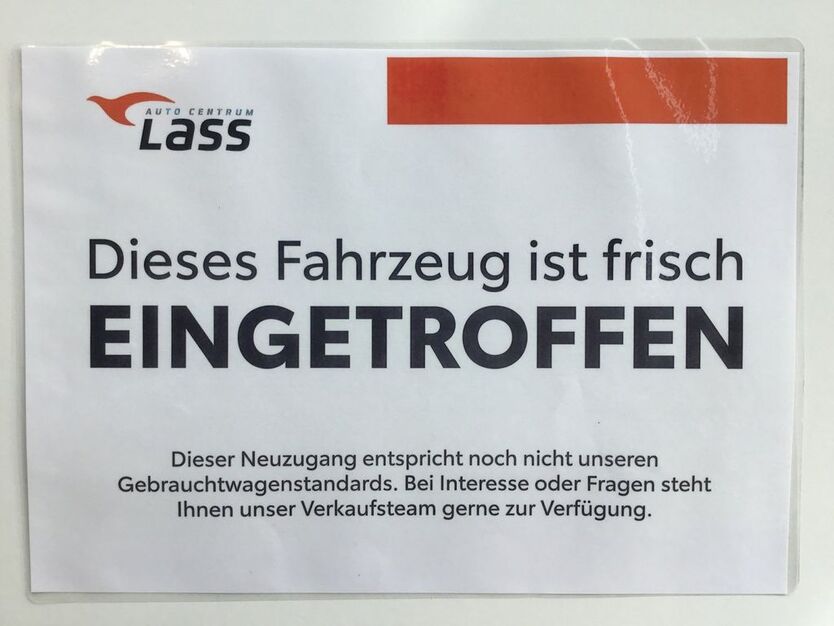 AUTO CENTRUM
Lass
Dieses Fahrzeug ist frisch
EINGETROFFEN
Dieser Neuzugang entspricht noch nicht unseren
Gebrauchtwagenstandards. Bei Interesse oder Fragen steht
Ihnen unser Verkaufsteam gerne zur Verfügung.